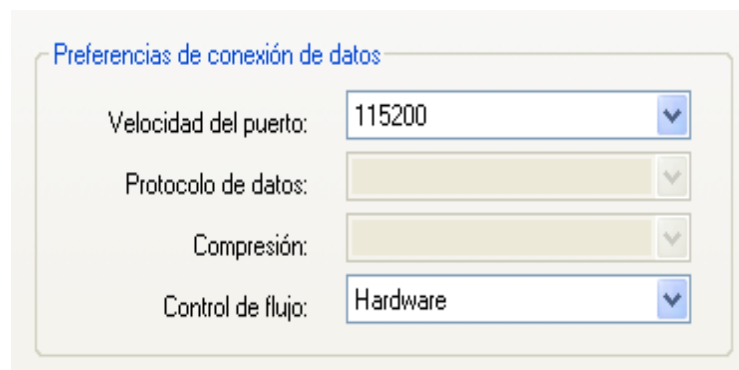 Preferencias de conexión de datos
Velocidad del puerto: 115200
Protocolo de datos:
Compresión:
Control de flujo: Hardware